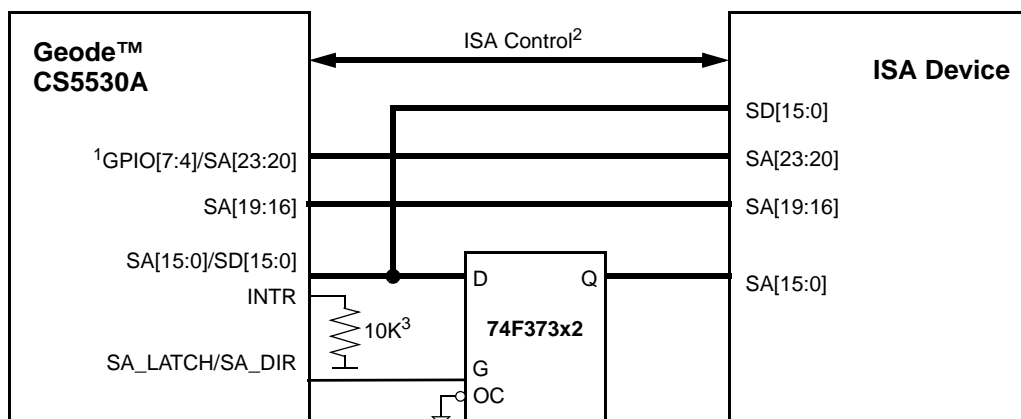 Geode™
CS5530A
ISA Control²
ISA Device
SD[15:0]
¹GPIO[7:4]/SA[23:20]
SA[23:20]
SA[19:16]
SA[19:16]
SA[15:0]/SD[15:0]
D
Q
SA[15:0]
INTR
10K³
74F373x2
SA_LATCH/SA_DIR
G
OC